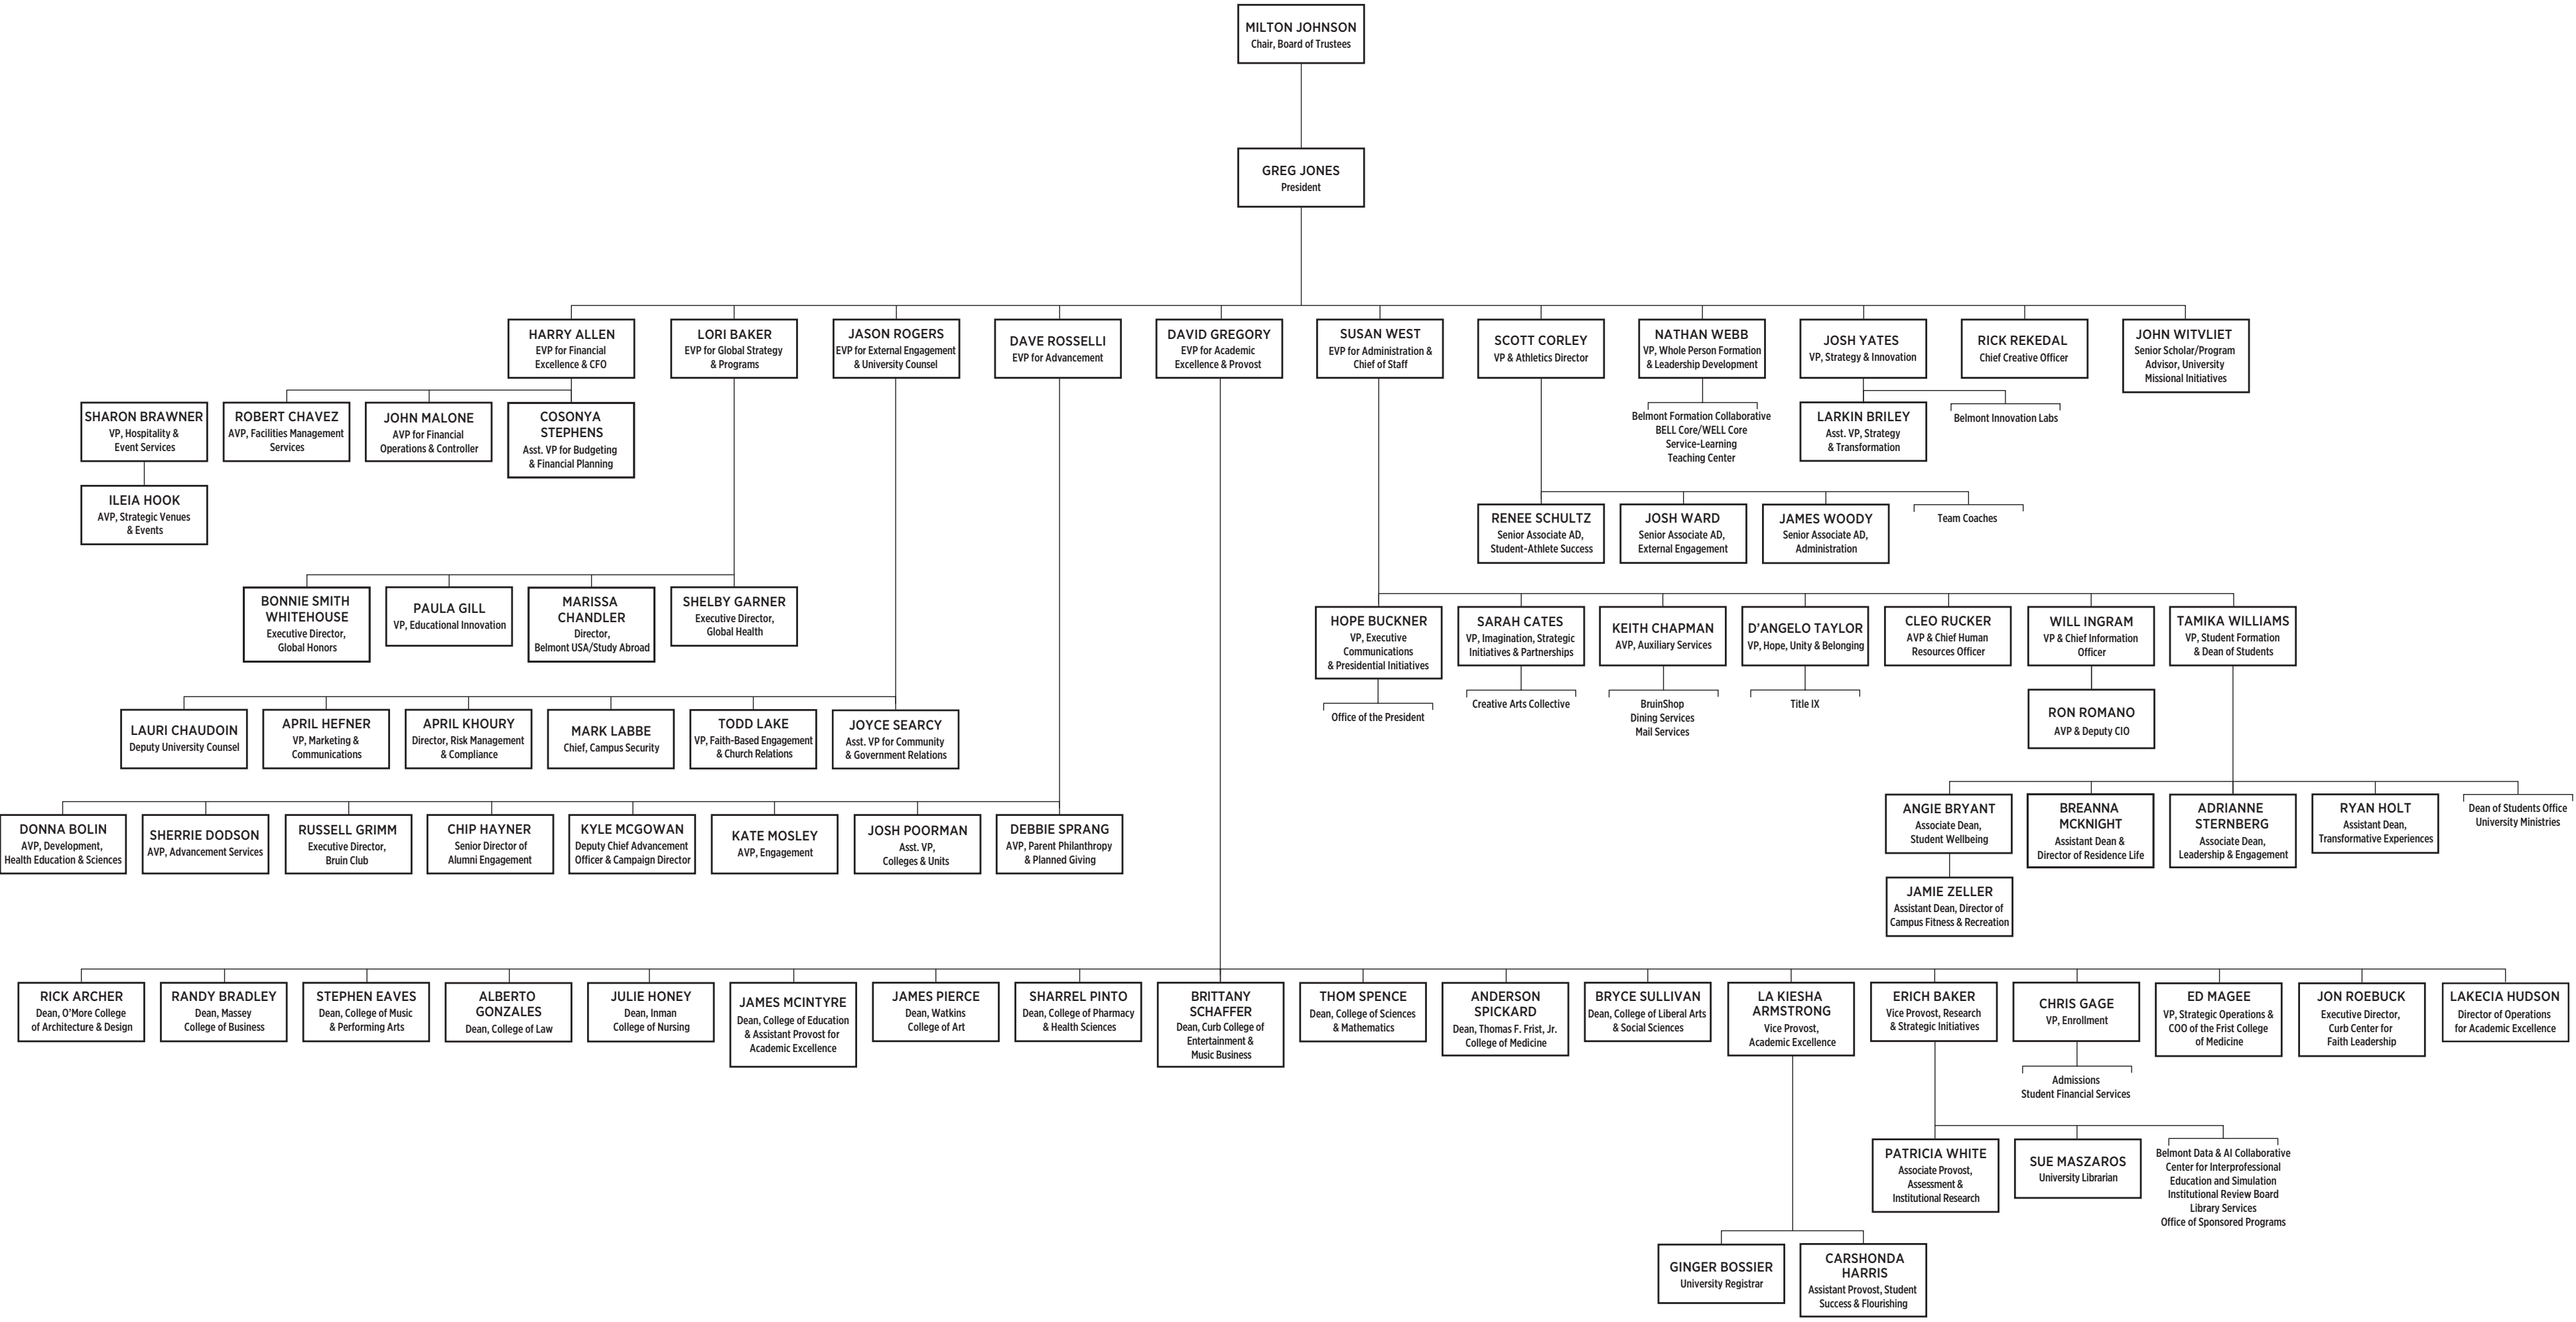 MILTON JOHNSON
Chair, Board of Trustees
GREG JONES
President
HARRY ALLEN
EVP for Financial
Excellence & CFO
LORI BAKER
EVP for Global Strategy
& Programs
JASON ROGERS
EVP for External Engagement
& University Counsel
DAVE ROSSELLI
EVP for Advancement
DAVID GREGORY
EVP for Academic
Excellence & Provost
SUSAN WEST
EVP for Administration &
Chief of Staff
SCOTT CORLEY
VP & Athletics Director
NATHAN WEBB
VP, Whole Person Formation
& Leadership Development
JOSH YATES
VP, Strategy & Innovation
RICK REKEDAL
Chief Creative Officer
JOHN WITVLIET
Senior Scholar/Program
Advisor, University
Missional Initiatives
SHARON BRAWNER
VP, Hospitality &
Event Services
ROBERT CHAVEZ
AVP, Facilities Management
Services
JOHN MALONE
AVP for Financial
Operations & Controller
COSONYA
STEPHENS
Asst. VP for Budgeting
& Financial Planning
Belmont Formation Collaborative
BELL Core/WELL Core
Service-Learning
Teaching Center
LARKIN BRILEY
Asst. VP, Strategy
& Transformation
Belmont Innovation Labs
ILEIA HOOK
AVP, Strategic Venues
& Events
RENEE SCHULTZ
Senior Associate AD,
Student-Athlete Success
JOSH WARD
Senior Associate AD,
External Engagement
JAMES WOODY
Senior Associate AD,
Administration
Team Coaches
BONNIE SMITH
WHITEHOUSE
Executive Director,
Global Honors
PAULA GILL
VP, Educational Innovation
MARISSA
CHANDLER
Director,
Belmont USA/Study Abroad
SHELBY GARNER
Executive Director,
Global Health
HOPE BUCKNER
VP, Executive
Communications
& Presidential Initiatives
SARAH CATES
VP, Imagination, Strategic
Initiatives & Partnerships
KEITH CHAPMAN
AVP, Auxiliary Services
D'ANGELO TAYLOR
VP, Hope, Unity & Belonging
CLEO RUCKER
AVP & Chief Human
Resources Officer
WILL INGRAM
VP & Chief Information
Officer
TAMIKA WILLIAMS
VP, Student Formation
& Dean of Students
Office of the President
Creative Arts Collective
BruinShop
Dining Services
Mail Services
Title IX
RON ROMANO
AVP & Deputy CIO
LAURI CHAUDOIN
Deputy University Counsel
APRIL HEFNER
VP, Marketing &
Communications
APRIL KHOURY
Director, Risk Management
& Compliance
MARK LABBE
Chief, Campus Security
TODD LAKE
VP, Faith-Based Engagement
& Church Relations
JOYCE SEARCY
Asst. VP for Community
& Government Relations
DONNA BOLIN
AVP, Development,
Health Education & Sciences
SHERRIE DODSON
AVP, Advancement Services
RUSSELL GRIMM
Executive Director,
Bruin Club
CHIP HAYNER
Senior Director of
Alumni Engagement
KYLE MCGOWAN
Deputy Chief Advancement
Officer & Campaign Director
KATE MOSLEY
AVP, Engagement
JOSH POORMAN
Asst. VP,
Colleges & Units
DEBBIE SPRANG
AVP, Parent Philanthropy
& Planned Giving
ANGIE BRYANT
Associate Dean,
Student Wellbeing
BREANNA
MCKNIGHT
Assistant Dean &
Director of Residence Life
ADRIANNE
STERNBERG
Associate Dean,
Leadership & Engagement
RYAN HOLT
Assistant Dean,
Transformative Experiences
Dean of Students Office
University Ministries
JAMIE ZELLER
Assistant Dean, Director of
Campus Fitness & Recreation
RICK ARCHER
Dean, O'More College
of Architecture & Design
RANDY BRADLEY
Dean, Massey
College of Business
STEPHEN EAVES
Dean, College of Music
& Performing Arts
ALBERTO
GONZALES
Dean, College of Law
JULIE HONEY
Dean, Inman
College of Nursing
JAMES MCINTYRE
Dean, College of Education
& Assistant Provost for
Academic Excellence
JAMES PIERCE
Dean, Watkins
College of Art
SHARREL PINTO
Dean, College of Pharmacy
& Health Sciences
BRITTANY
SCHAFFER
Dean, Curb College of
Entertainment &
Music Business
THOM SPENCE
Dean, College of Sciences
& Mathematics
ANDERSON
SPICKARD
Dean, Thomas F. Frist, Jr.
College of Medicine
BRYCE SULLIVAN
Dean, College of Liberal Arts
& Social Sciences
LA KIESHA
ARMSTRONG
Vice Provost,
Academic Excellence
ERICH BAKER
Vice Provost, Research
& Strategic Initiatives
CHRIS GAGE
VP, Enrollment
ED MAGEE
VP, Strategic Operations &
COO of the Frist College
of Medicine
JON ROEBUCK
Executive Director,
Curb Center for
Faith Leadership
LAKECIA HUDSON
Director of Operations
for Academic Excellence
Admissions
Student Financial Services
PATRICIA WHITE
Associate Provost,
Assessment &
Institutional Research
SUE MASZAROS
University Librarian
Belmont Data & AI Collaborative
Center for Interprofessional
Education and Simulation
Institutional Review Board
Library Services
Office of Sponsored Programs
GINGER BOSSIER
University Registrar
CARSHONDA
HARRIS
Assistant Provost, Student
Success & Flourishing